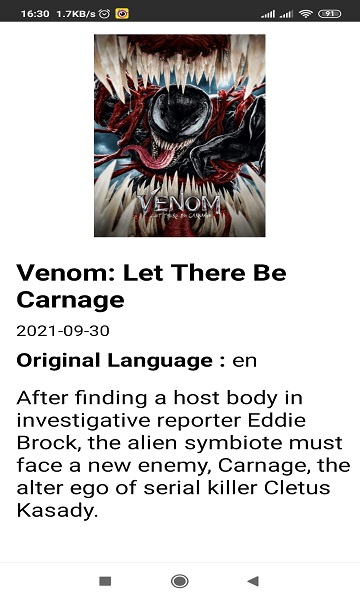 16:30 1.7KB/s 91
VENOM
LET THERE BE CARNAGE
Venom: Let There Be
Carnage
2021-09-30
Original Language : en
After finding a host body in
investigative reporter Eddie
Brock, the alien symbiote must
face a new enemy, Carnage, the
alter ego of serial killer Cletus
Kasady.